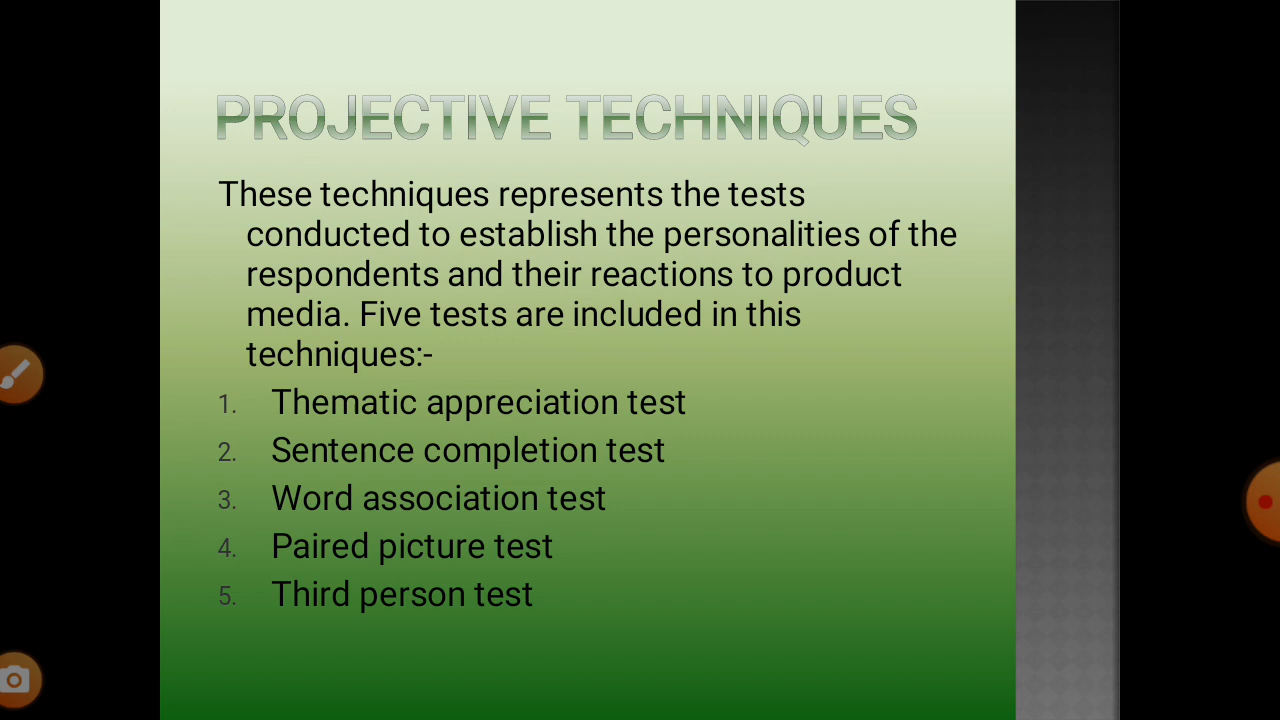 PROJECTIVE TECHNIQUES
These techniques represents the tests
conducted to establish the personalities of the
respondents and their reactions to product
media. Five tests are included in this
techniques:-
1. Thematic appreciation test
2. Sentence completion test
3. Word association test
4. Paired picture test
5. Third person test